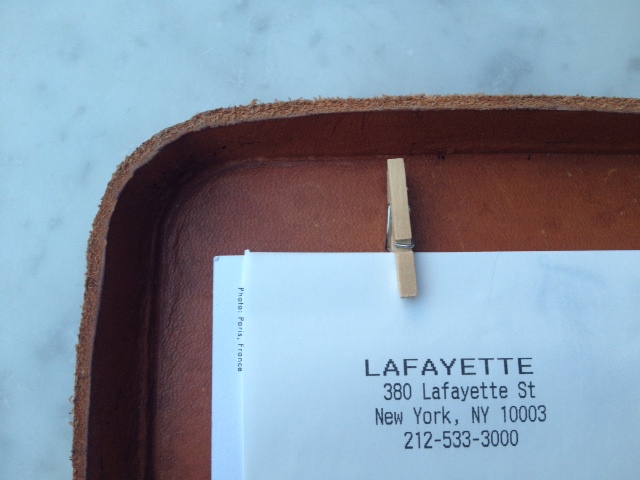 Photo: Paris, France
LAFAYETTE
380 Lafayette St
New York, NY 10003
212-533-3000